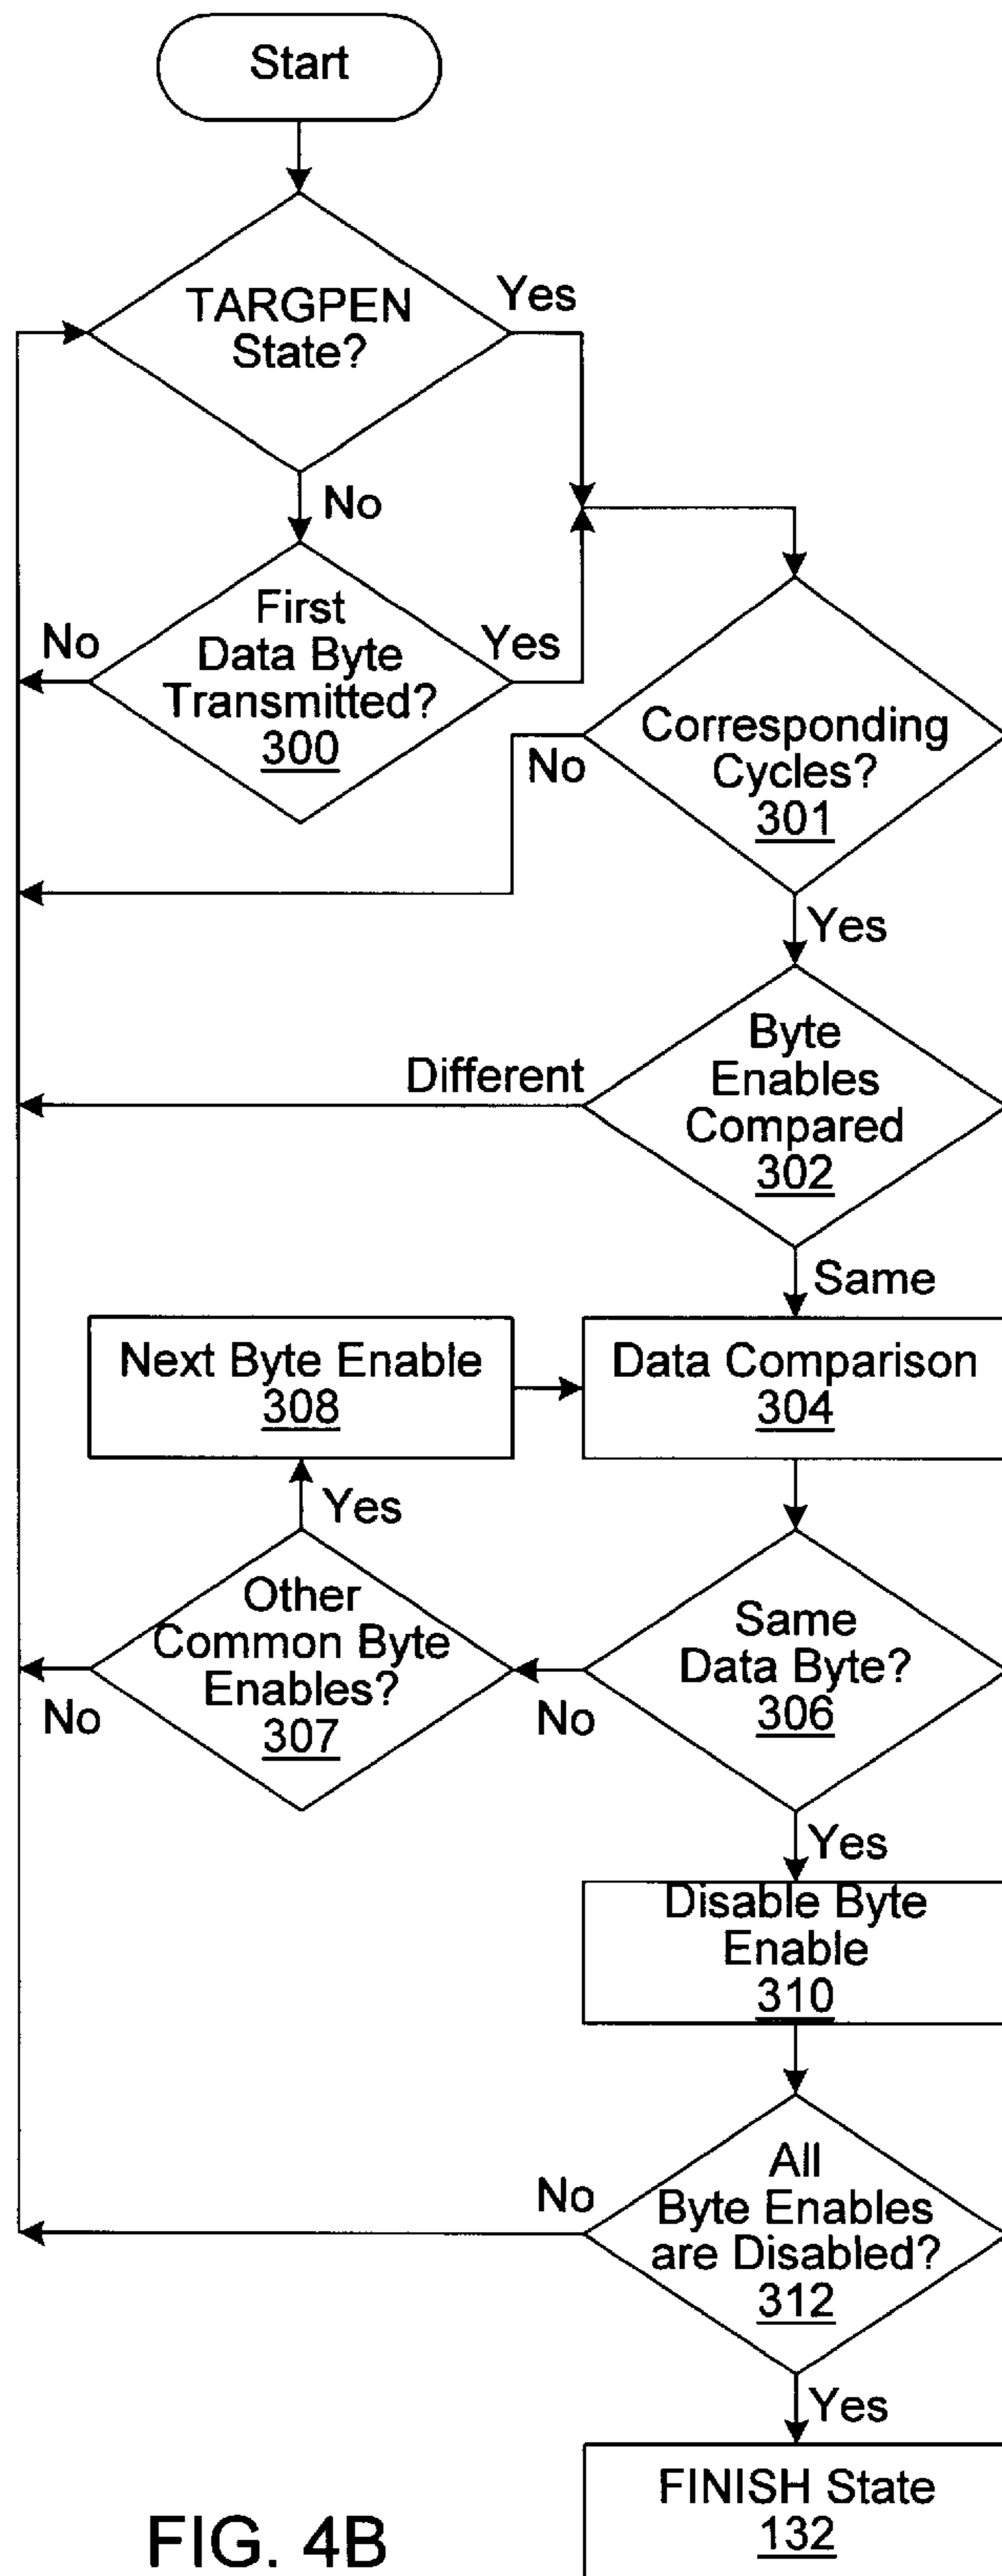 Start
TARGPEN
State?
Yes
No
First
Data Byte
Transmitted?
300
No
Yes
Corresponding
Cycles?
301
No
Yes
Byte
Enables
Compared
302
Different
Same
Next Byte Enable
308
Data Comparison
304
Yes
Other
Common Byte
Enables?
307
No
Same
Data Byte?
306
No
Yes
Disable Byte
Enable
310
All
Byte Enables
are Disabled?
312
No
Yes
FINISH State
132
FIG. 4B